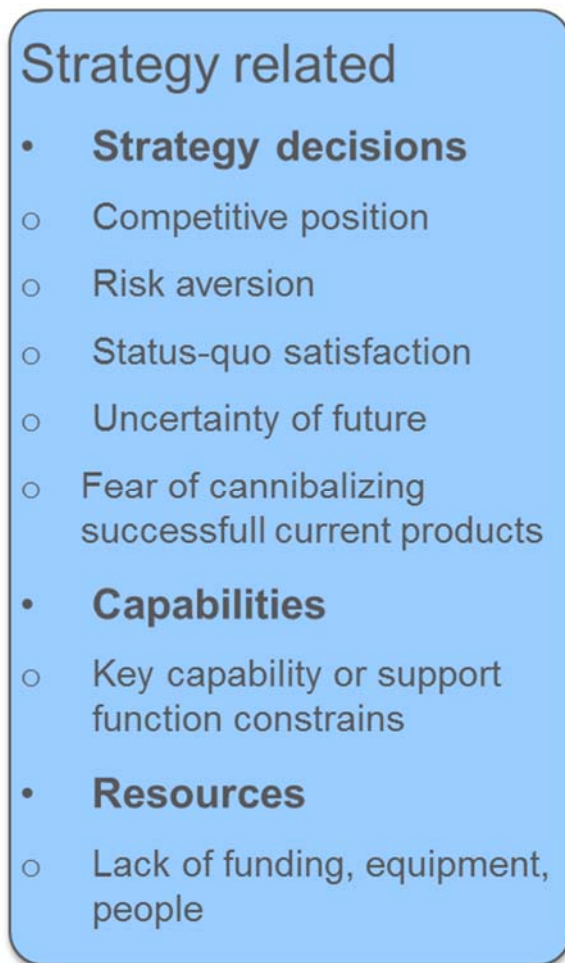 Strategy related
• Strategy decisions
o Competitive position
o Risk aversion
o Status-quo satisfaction
o Uncertainty of future
o Fear of cannibalizing
successfull current products
• Capabilities
o Key capability or support
function constrains
• Resources
o Lack of funding, equipment,
people